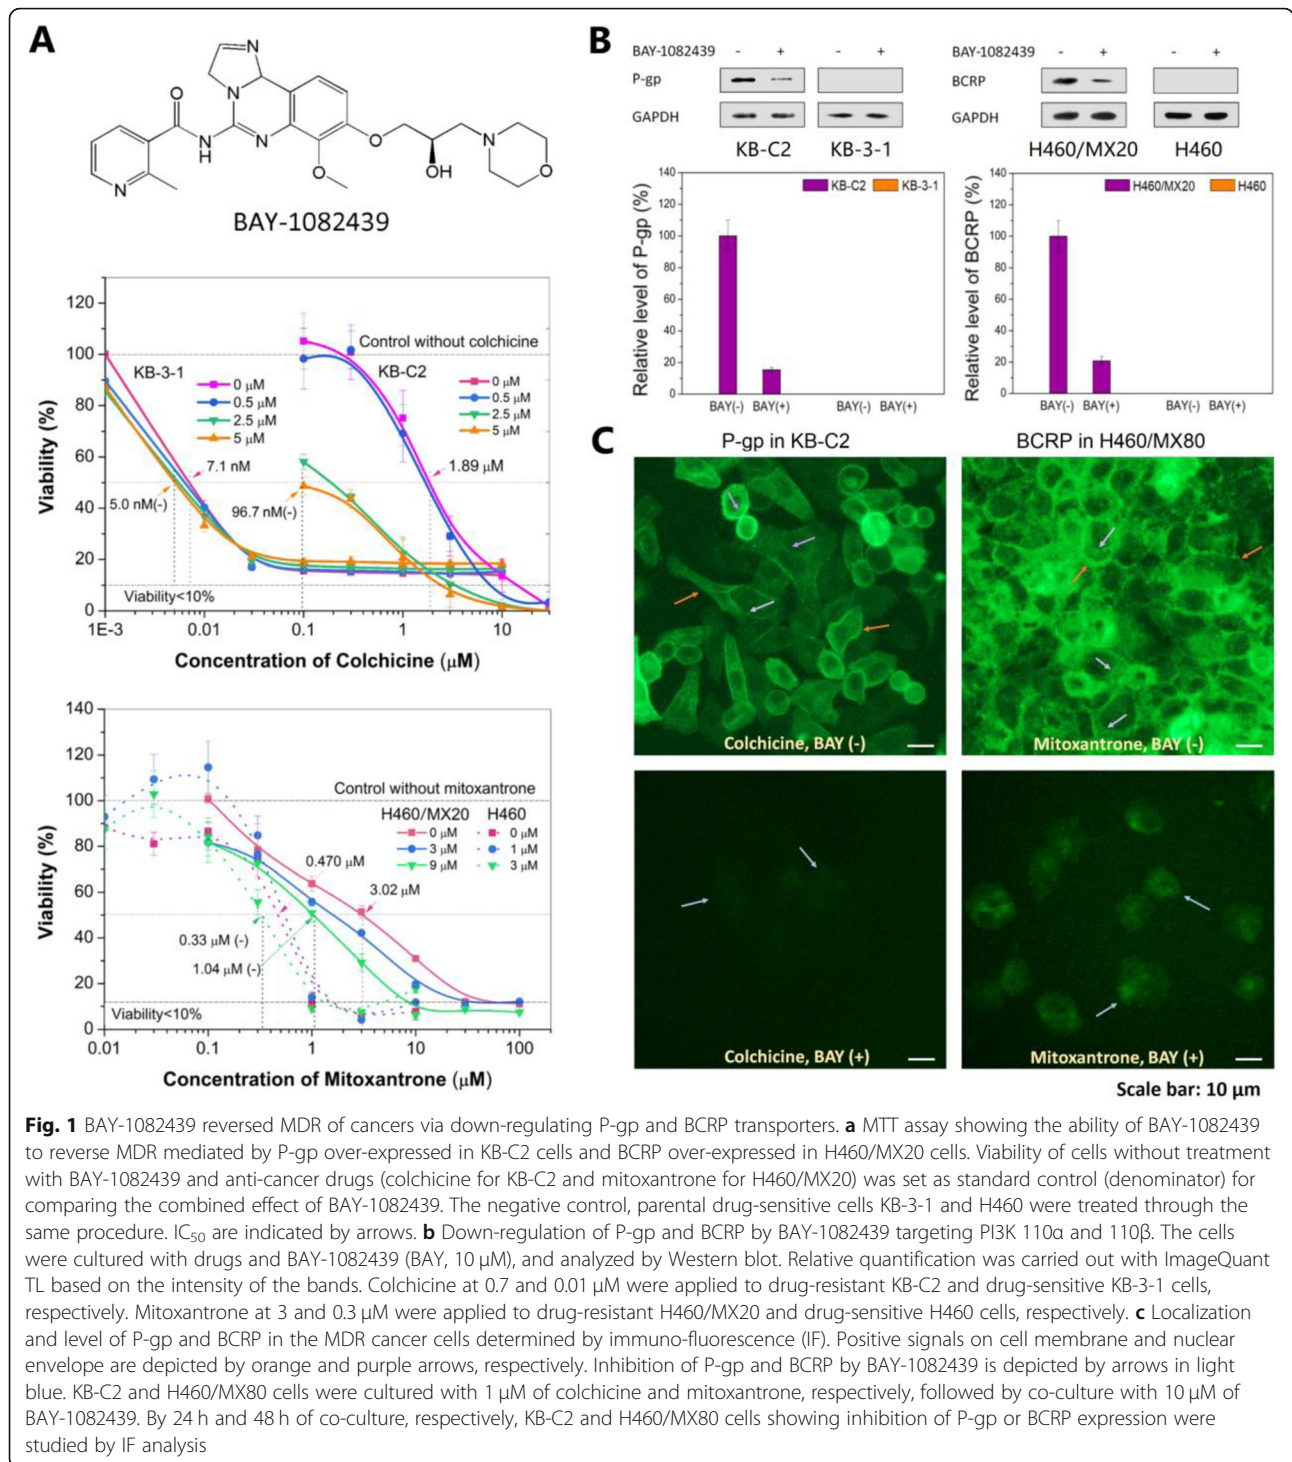 A
N
N
N
N
H
O
N
O
O
OH
N
O
BAY-1082439
Viability (%)
120
100
80
60
40
20
0
Control without colchicine
KB-3-1
0 μM
0.5 μM
2.5 μM
5 μM
KB-C2
0 μM
0.5 μM
2.5 μM
5 μM
7.1 nM
1.89 μM
5.0 nM(-)
96.7 nM(-)
Viability<10%
1E-3 0.01 0.1 1 10
Concentration of Colchicine (μM)
Viability (%)
140
120
100
80
60
40
20
0
Control without mitoxantrone
H460/MX20 H460
0 μM 0 μM
3 μM 1 μM
9 μM 3 μM
0.470 μM
3.02 μM
0.33 μM (-)
1.04 μM (-)
Viability<10%
0.01 0.1 1 10 100
Concentration of Mitoxantrone (μM)
B
BAY-1082439 - + - +
P-gp
GAPDH
KB-C2 KB-3-1
BAY-1082439 - + - +
BCRP
GAPDH
H460/MX20 H460
Relative level of P-gp (%)
140
120
100
80
60
40
20
0
KB-C2 KB-3-1
BAY(-) BAY(+) BAY(-) BAY(+)
Relative level of BCRP (%)
140
120
100
80
60
40
20
0
H460/MX20 H460
BAY(-) BAY(+) BAY(-) BAY(+)
C
P-gp in KB-C2 BCRP in H460/MX80
Colchicine, BAY (-) Mitoxantrone, BAY (-)
Colchicine, BAY (+) Mitoxantrone, BAY (+)
Scale bar: 10 μm
Fig. 1 BAY-1082439 reversed MDR of cancers via down-regulating P-gp and BCRP transporters. a MTT assay showing the ability of BAY-1082439
to reverse MDR mediated by P-gp over-expressed in KB-C2 cells and BCRP over-expressed in H460/MX20 cells. Viability of cells without treatment
with BAY-1082439 and anti-cancer drugs (colchicine for KB-C2 and mitoxantrone for H460/MX20) was set as standard control (denominator) for
comparing the combined effect of BAY-1082439. The negative control, parental drug-sensitive cells KB-3-1 and H460 were treated through the
same procedure. IC50 are indicated by arrows. b Down-regulation of P-gp and BCRP by BAY-1082439 targeting PI3K 110α and 110β. The cells
were cultured with drugs and BAY-1082439 (BAY, 10 μM), and analyzed by Western blot. Relative quantification was carried out with ImageQuant
TL based on the intensity of the bands. Colchicine at 0.7 and 0.01 μM were applied to drug-resistant KB-C2 and drug-sensitive KB-3-1 cells,
respectively. Mitoxantrone at 3 and 0.3 μM were applied to drug-resistant H460/MX20 and drug-sensitive H460 cells, respectively. c Localization
and level of P-gp and BCRP in the MDR cancer cells determined by immuno-fluorescence (IF). Positive signals on cell membrane and nuclear
envelope are depicted by orange and purple arrows, respectively. Inhibition of P-gp and BCRP by BAY-1082439 is depicted by arrows in light
blue. KB-C2 and H460/MX80 cells were cultured with 1 μM of colchicine and mitoxantrone, respectively, followed by co-culture with 10 μM of
BAY-1082439. By 24 h and 48 h of co-culture, respectively, KB-C2 and H460/MX80 cells showing inhibition of P-gp or BCRP expression were
studied by IF analysis